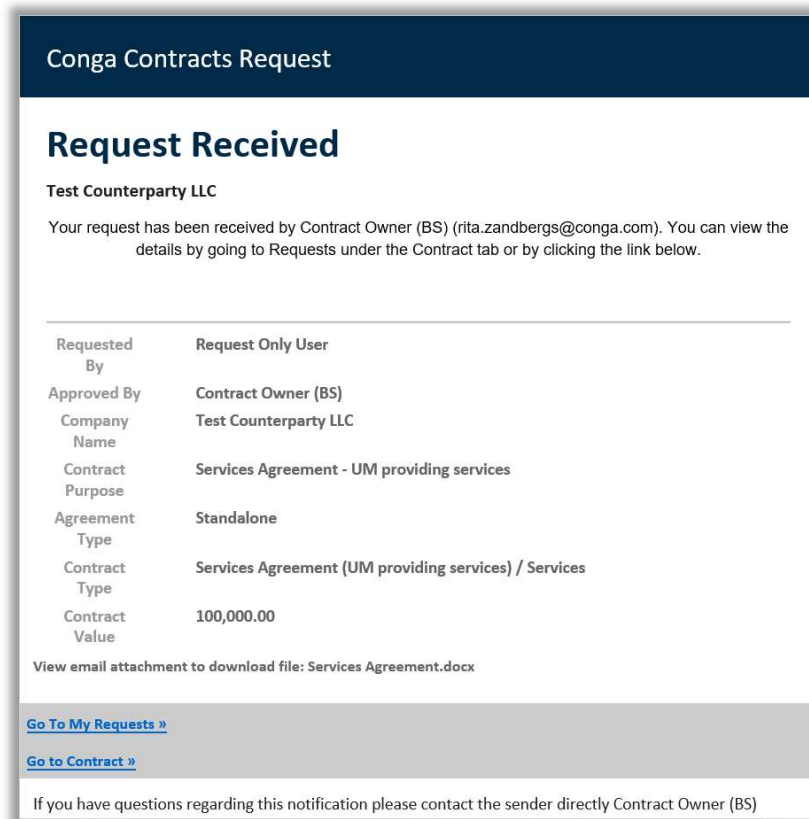 Conga Contracts Request
Request Received
Test Counterparty LLC
Your request has been received by Contract Owner (BS) (rita.zandbergs@conga.com). You can view the
details by going to Requests under the Contract tab or by clicking the link below.
Requested By Request Only User
Approved By Contract Owner (BS)
Company Name Test Counterparty LLC
Contract Purpose Services Agreement - UM providing services
Agreement Type Standalone
Contract Type Services Agreement (UM providing services) / Services
Contract Value 100,000.00
View email attachment to download file: Services Agreement.docx
Go To My Requests »
Go to Contract »
If you have questions regarding this notification please contact the sender directly Contract Owner (BS)